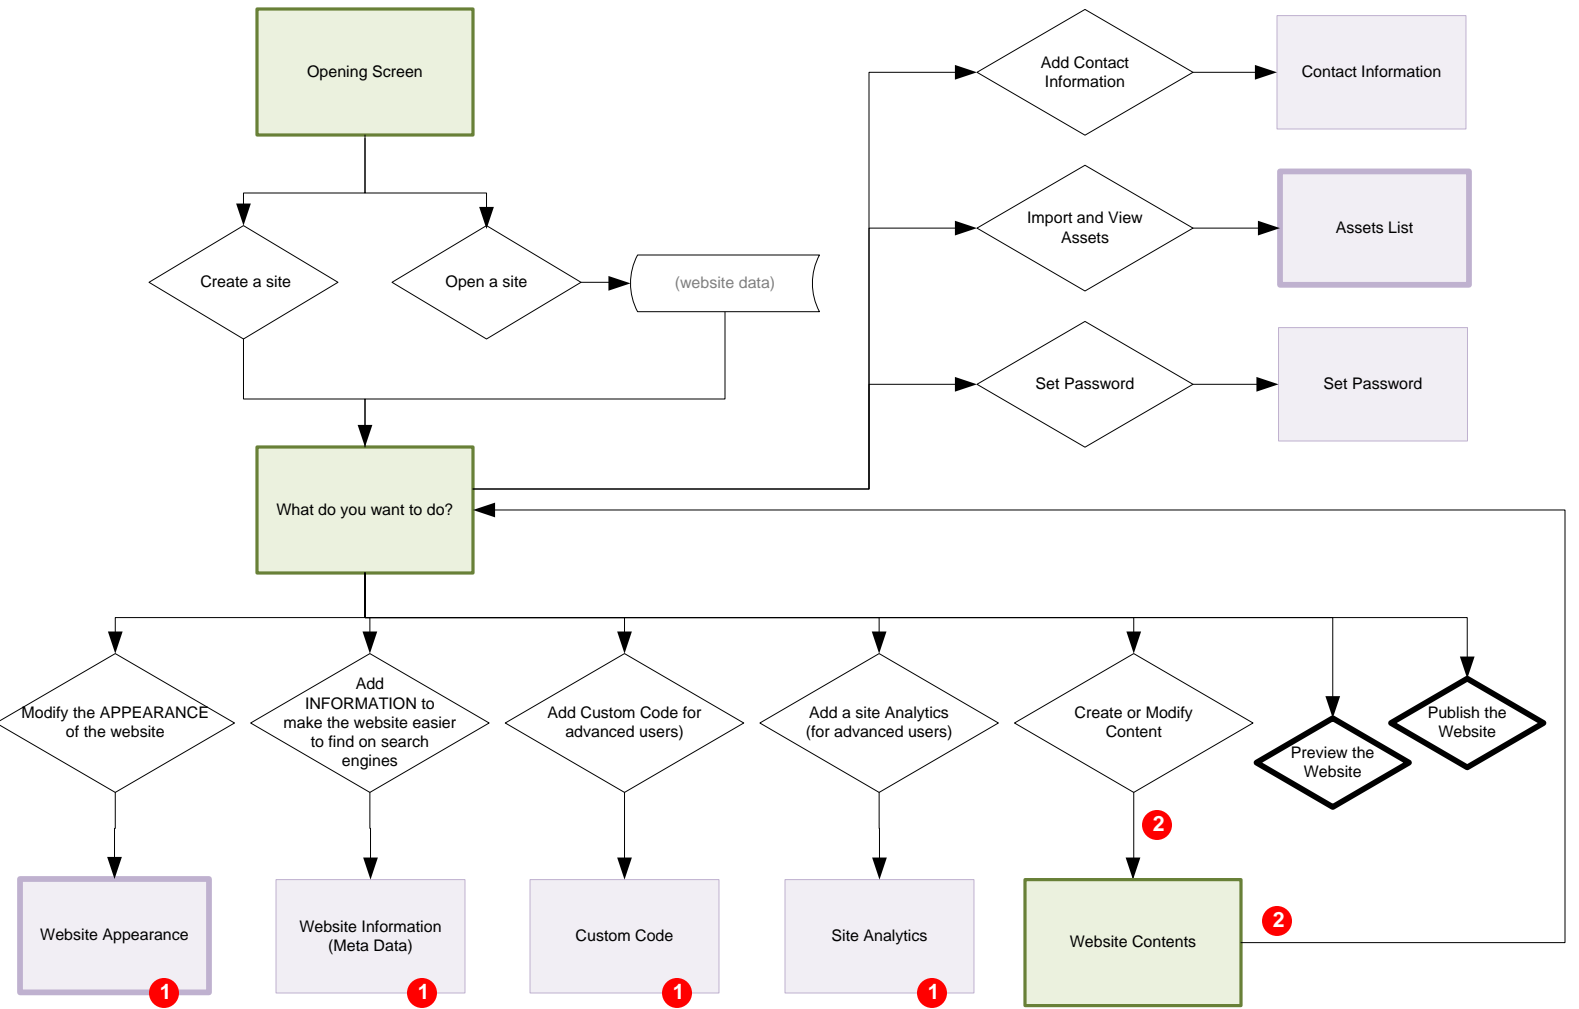 Opening Screen
Add Contact
Information
Contact Information
Import and View
Assets
Assets List
Create a site
Open a site
(website data)
Set Password
Set Password
What do you want to do?
Modify the APPEARANCE
of the website
Add
INFORMATION to
make the website easier
to find on search
engines
Add Custom Code for
advanced users)
Add a site Analytics
(for advanced users)
Create or Modify
Content
Preview the
Website
Publish the
Website
2
Website Appearance
1
Website Information
(Meta Data)
1
Custom Code
1
Site Analytics
1
Website Contents
2